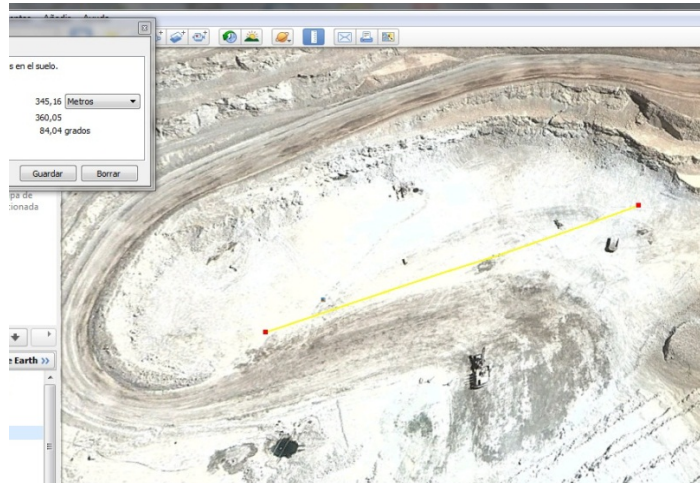 Añadir Ayuda
s en el suelo.
345,16 Metros
360,05
84,04 grados
Guardar Borrar
pa de
cionada
e Earth >>